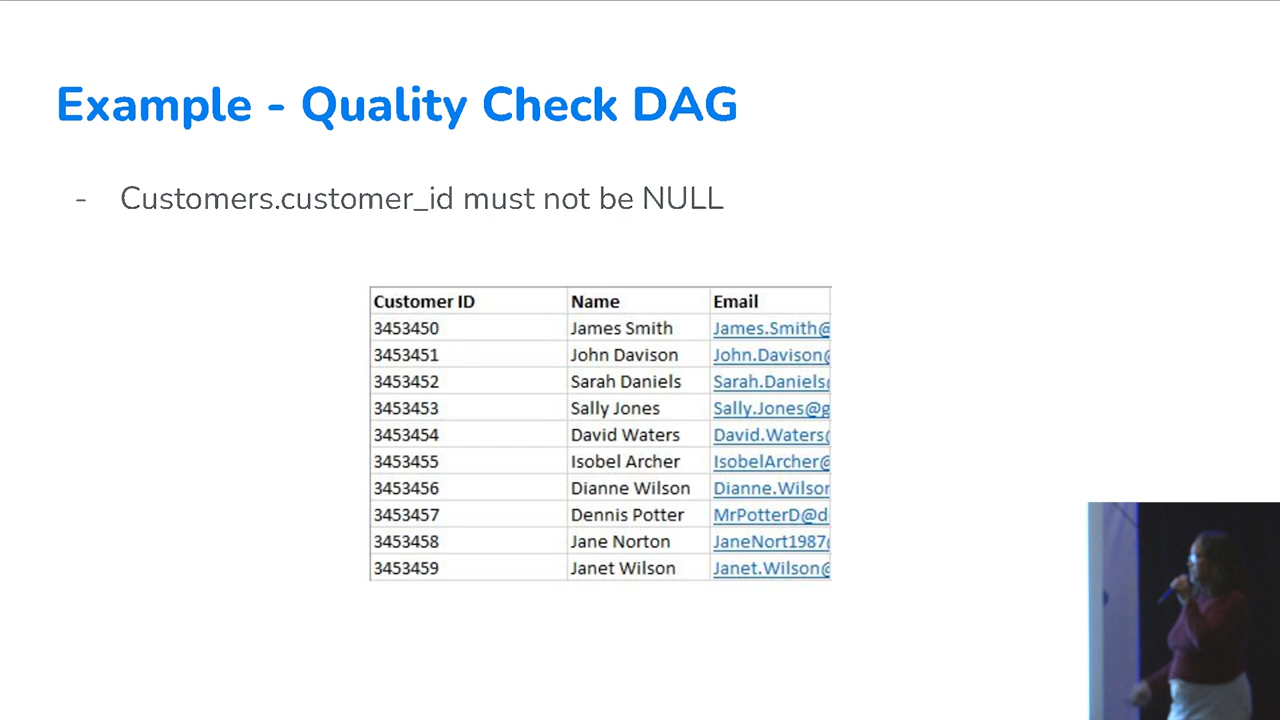 Example - Quality Check DAG
- Customers.customer_id must not be NULL
Customer ID Name Email
3453450 James Smith James.Smith@
3453451 John Davison John.Davison@
3453452 Sarah Daniels Sarah.Daniels@
3453453 Sally Jones Sally.Jones@g
3453454 David Waters David.Waters@
3453455 Isobel Archer IsobelArcher@
3453456 Dianne Wilson Dianne.Wilson
3453457 Dennis Potter MrPotterD@d
3453458 Jane Norton JaneNort1987@
3453459 Janet Wilson Janet.Wilson@